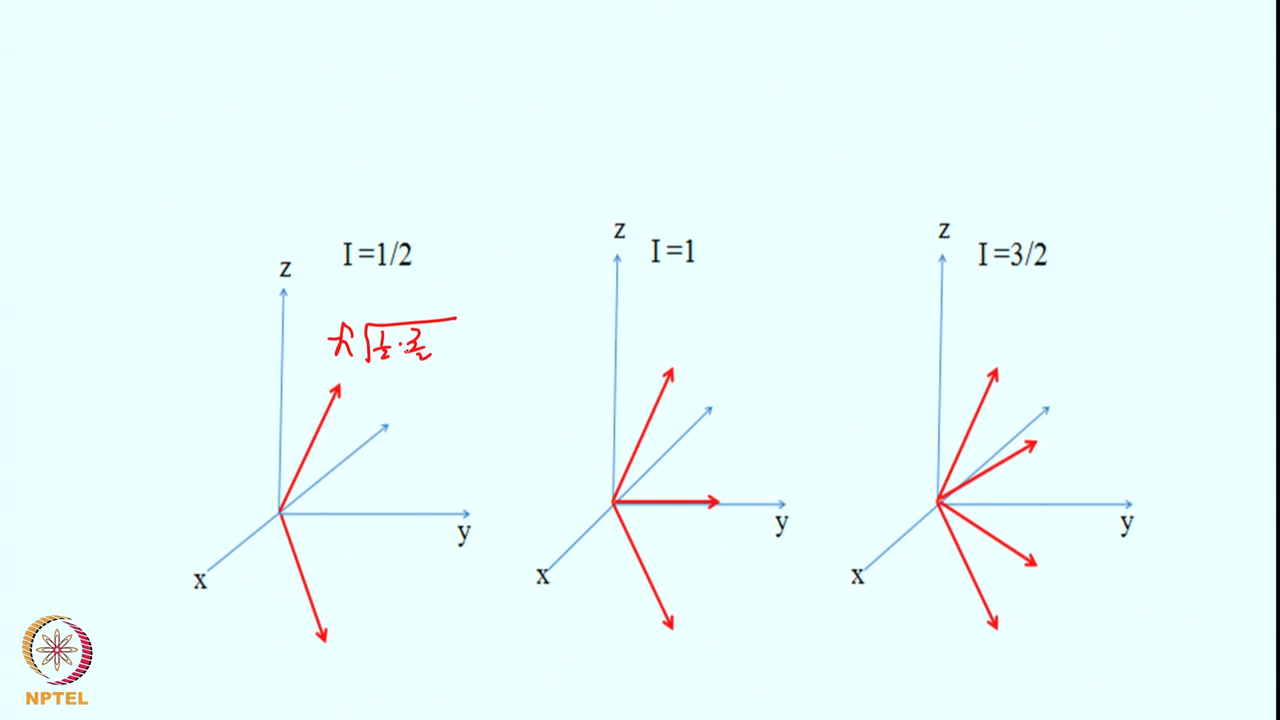 I =1/2
ħ√(1/2 · 3/2)
z
x
y
I =1
z
x
y
I =3/2
z
x
y
NPTEL